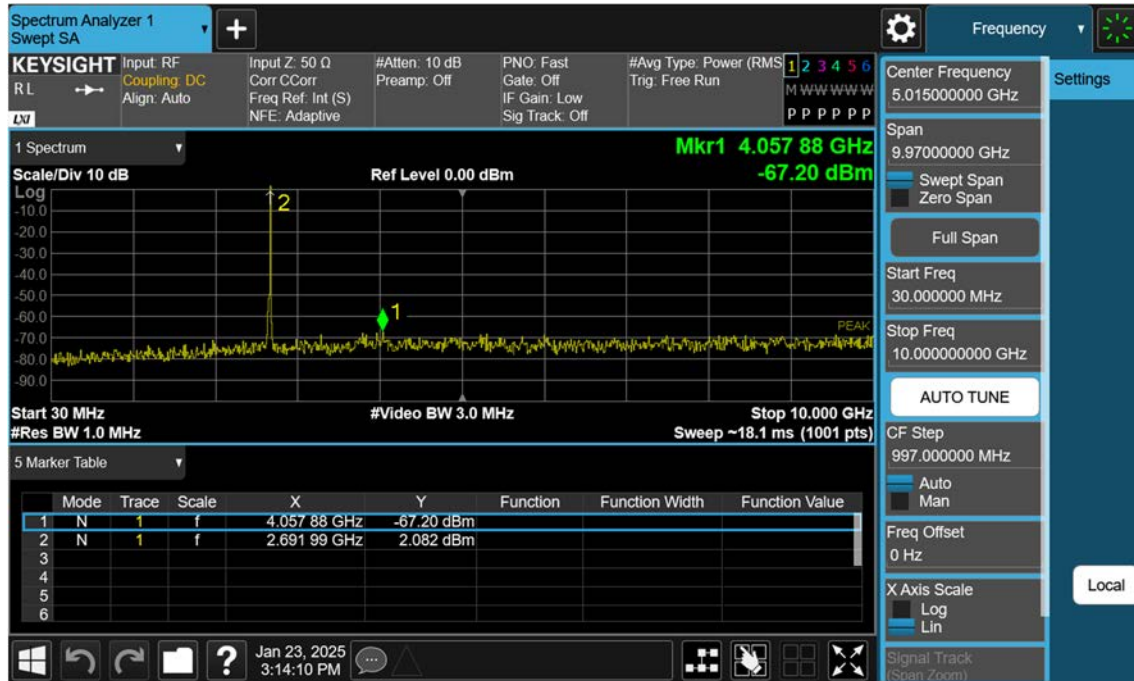 Spectrum Analyzer 1
Swept SA
+
Frequency
KEYSIGHT
RL
LXI
Input: RF
Coupling: DC
Align: Auto
Input Z: 50 Ω
Corr CCorr
Freq Ref: Int (S)
NFE: Adaptive
#Atten: 10 dB
Preamp: Off
PNO: Fast
Gate: Off
IF Gain: Low
Sig Track: Off
#Avg Type: Power (RMS
Trig: Free Run
1 2 3 4 5 6
M W W W W W
P P P P P P
1 Spectrum
Scale/Div 10 dB
Ref Level 0.00 dBm
Mkr1 4.057 88 GHz
-67.20 dBm
Log
-10.0
-20.0
-30.0
-40.0
-50.0
-60.0
-70.0
-80.0
-90.0
2
1
PEAK
Start 30 MHz
#Video BW 3.0 MHz
Stop 10.000 GHz
#Res BW 1.0 MHz
Sweep ~18.1 ms (1001 pts)
5 Marker Table
Mode Trace Scale X Y Function Function Width Function Value
1 N 1 f 4.057 88 GHz -67.20 dBm
2 N 1 f 2.691 99 GHz 2.082 dBm
3
4
5
6
Jan 23, 2025
3:14:10 PM
?
Center Frequency
5.015000000 GHz
Span
9.97000000 GHz
Swept Span
Zero Span
Full Span
Start Freq
30.000000 MHz
Stop Freq
10.000000000 GHz
AUTO TUNE
CF Step
997.000000 MHz
Auto
Man
Freq Offset
0 Hz
X Axis Scale
Log
Lin
Signal Track
(Span Zoom)
Settings
Local